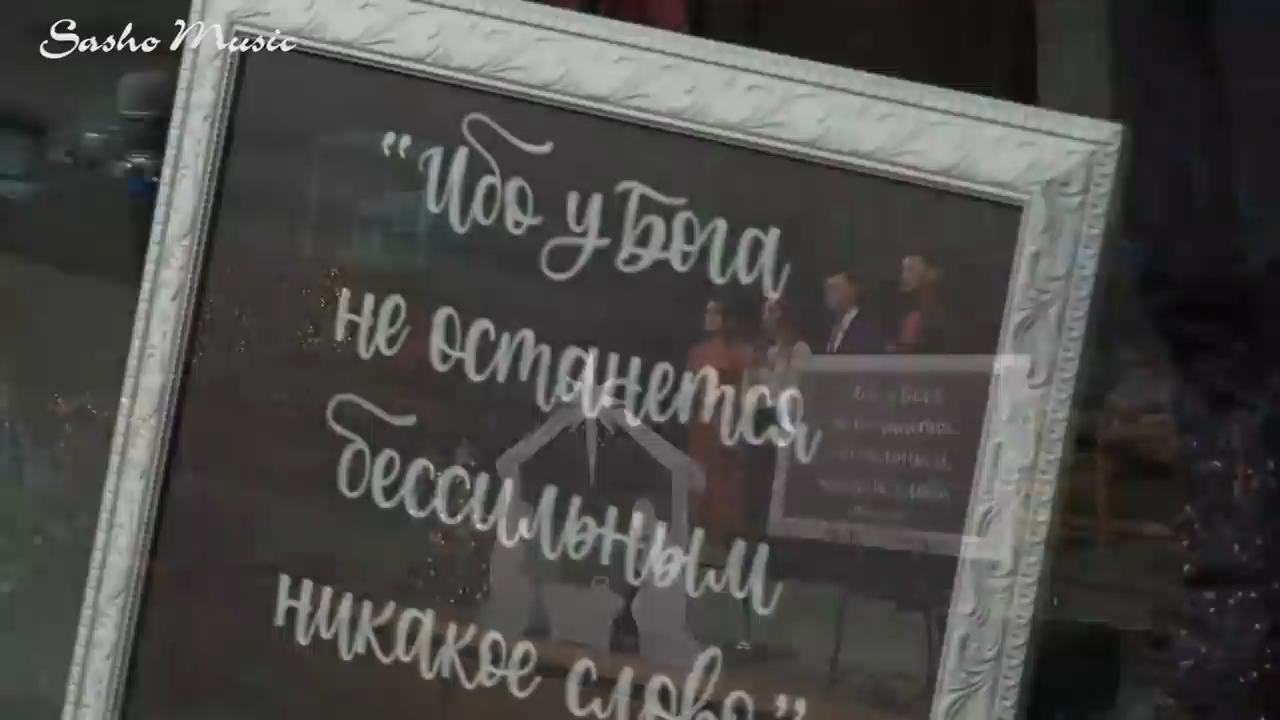 Sasho Music
"Ибо у Бога
не останется
бессильным
никакое слово"